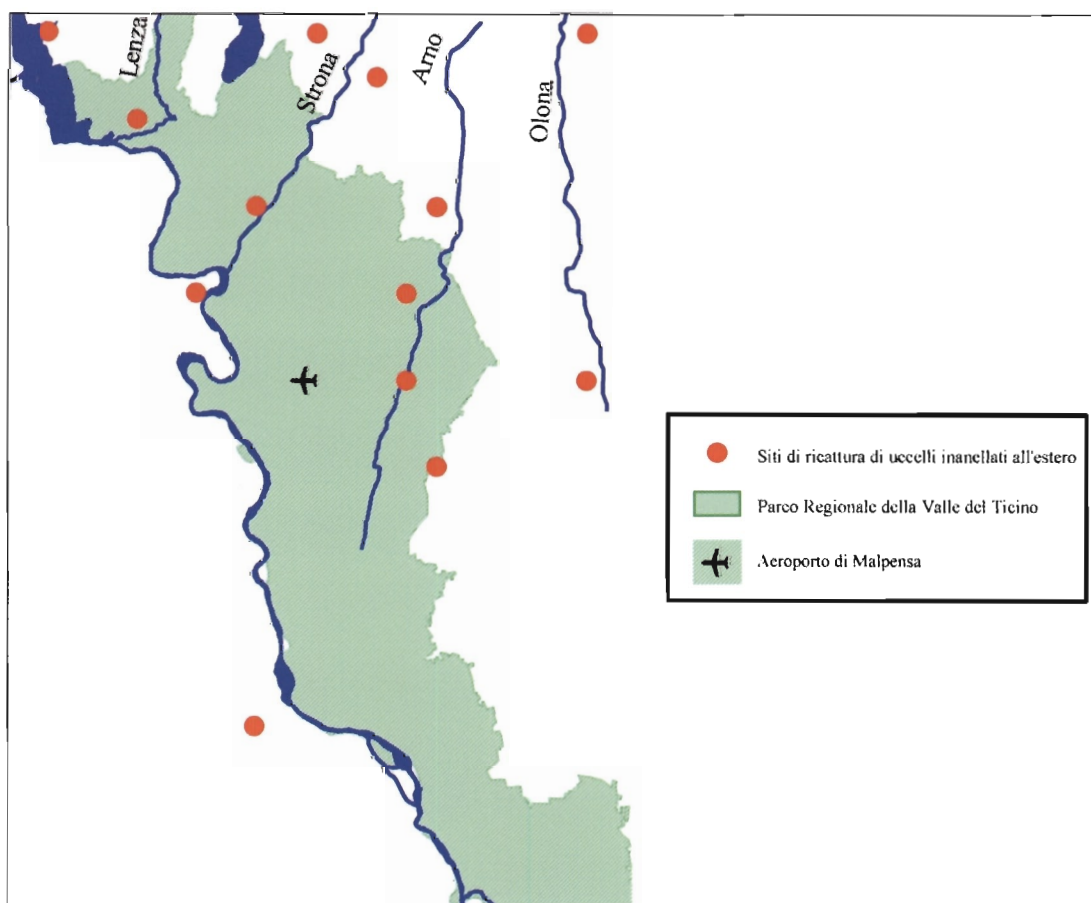 Lenza
Strona
Arno
Olona
Siti di ricattura di uccelli inanellati all'estero
Parco Regionale della Valle del Ticino
Aeroporto di Malpensa